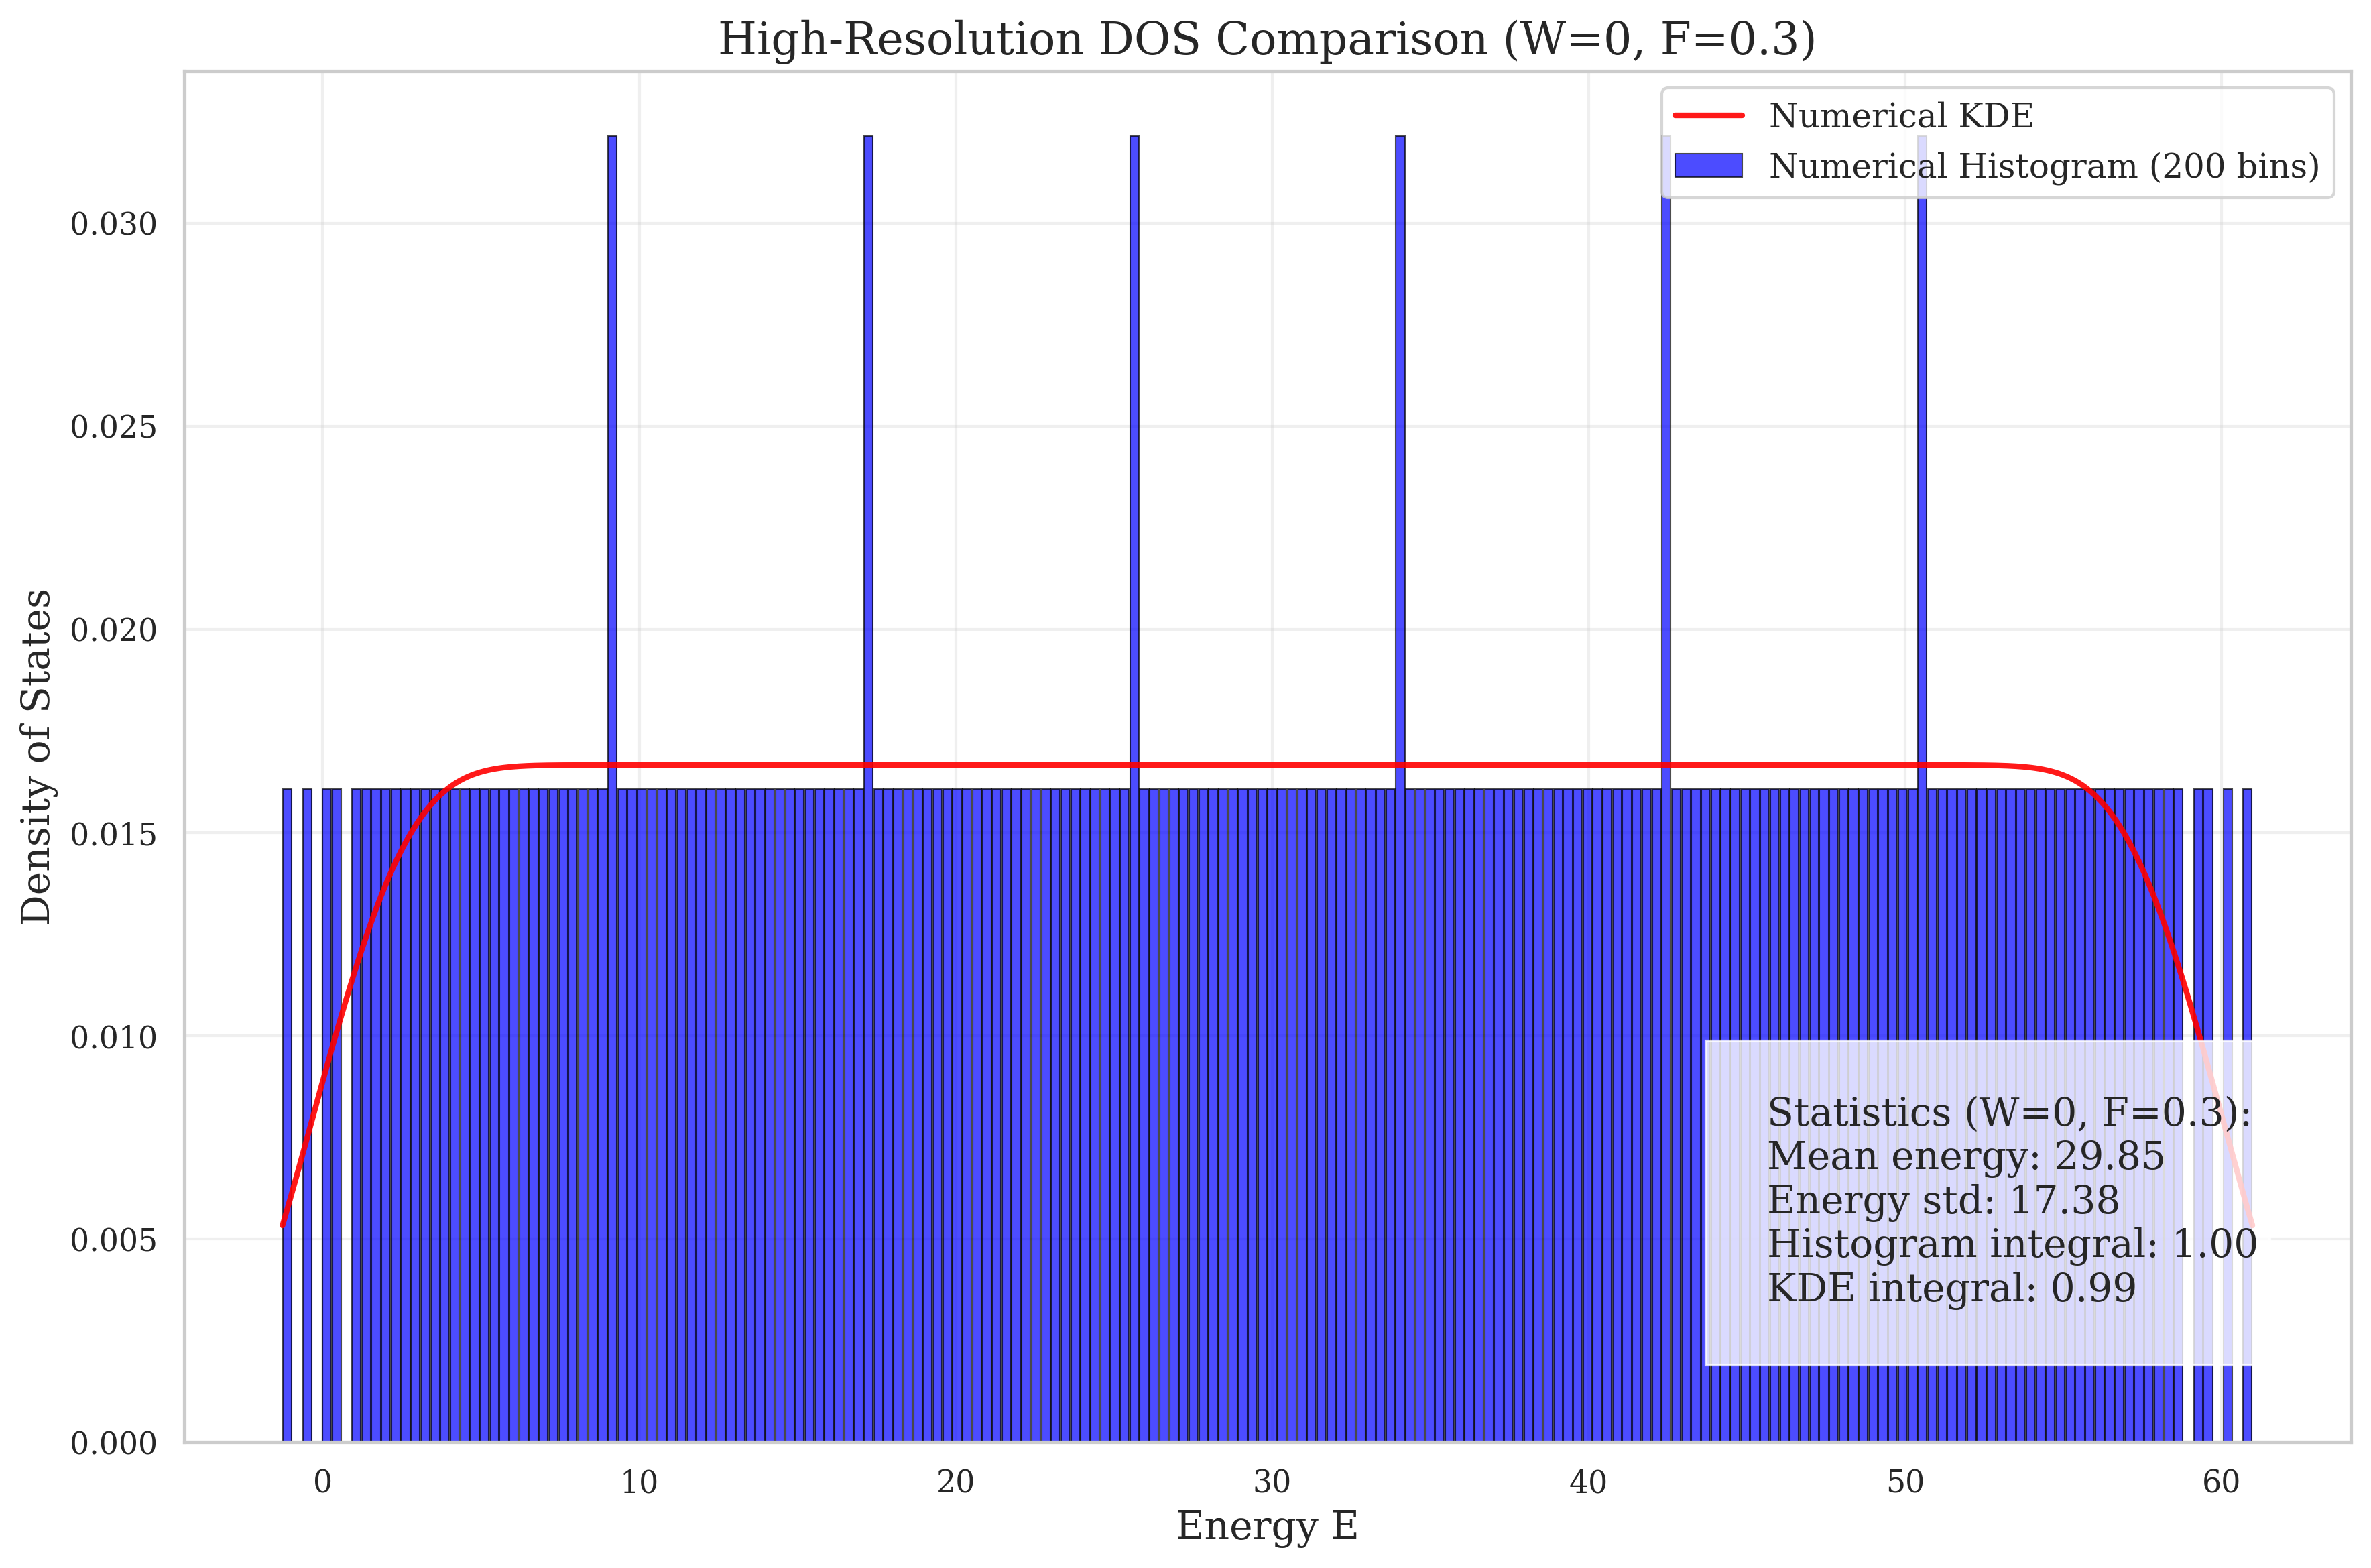 High-Resolution DOS Comparison (W=0, F=0.3)
Numerical KDE
Numerical Histogram (200 bins)
Density of States
0.030
0.025
0.020
0.015
0.010
0.005
0.000
Statistics (W=0, F=0.3):
Mean energy: 29.85
Energy std: 17.38
Histogram integral: 1.00
KDE integral: 0.99
0 10 20 30 40 50 60
Energy E